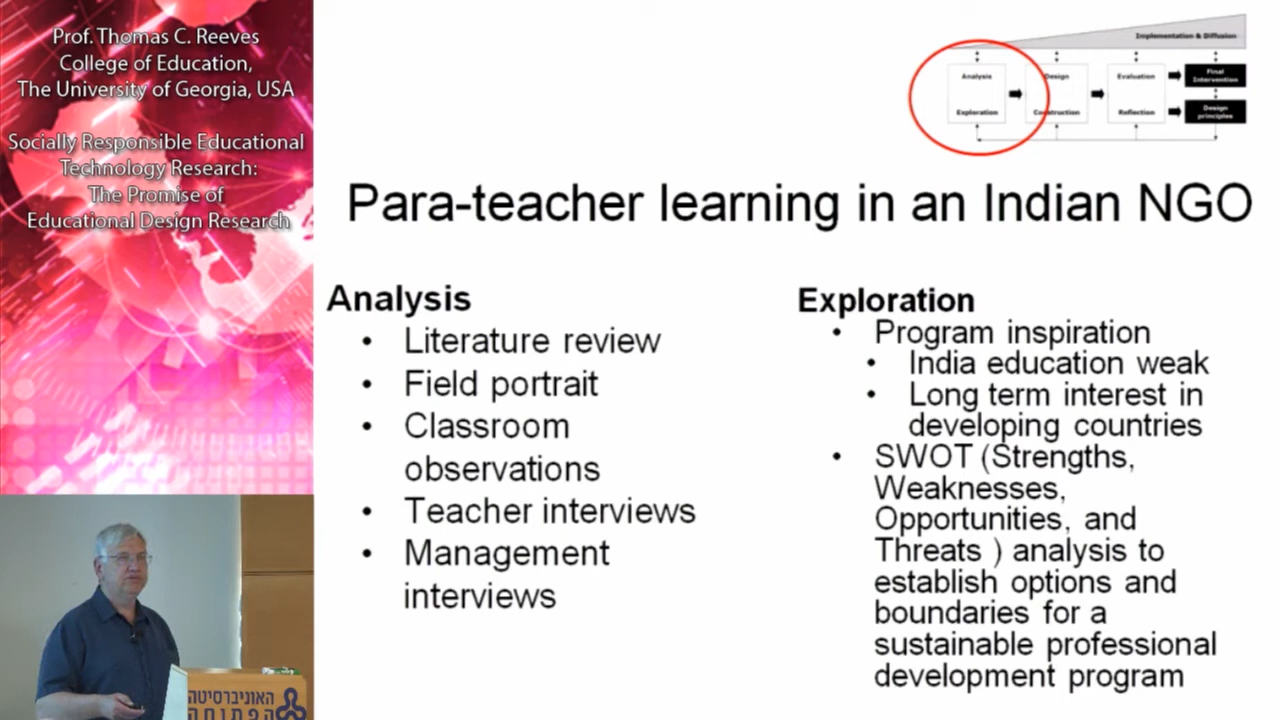 Prof. Thomas C. Reeves
College of Education,
The University of Georgia, USA
Socially Responsible Educational
Technology Research:
The Promise of
Educational Design Research
Implementation & Diffusion
Analysis
Exploration
Design
Construction
Evaluation
Reflection
Final
Intervention
Design
principles
Para-teacher learning in an Indian NGO
Analysis
• Literature review
• Field portrait
• Classroom
observations
• Teacher interviews
• Management
interviews
Exploration
• Program inspiration
• India education weak
• Long term interest in
developing countries
• SWOT (Strengths,
Weaknesses,
Opportunities, and
Threats ) analysis to
establish options and
boundaries for a
sustainable professional
development program
האוניברסיטה
הפתוחה